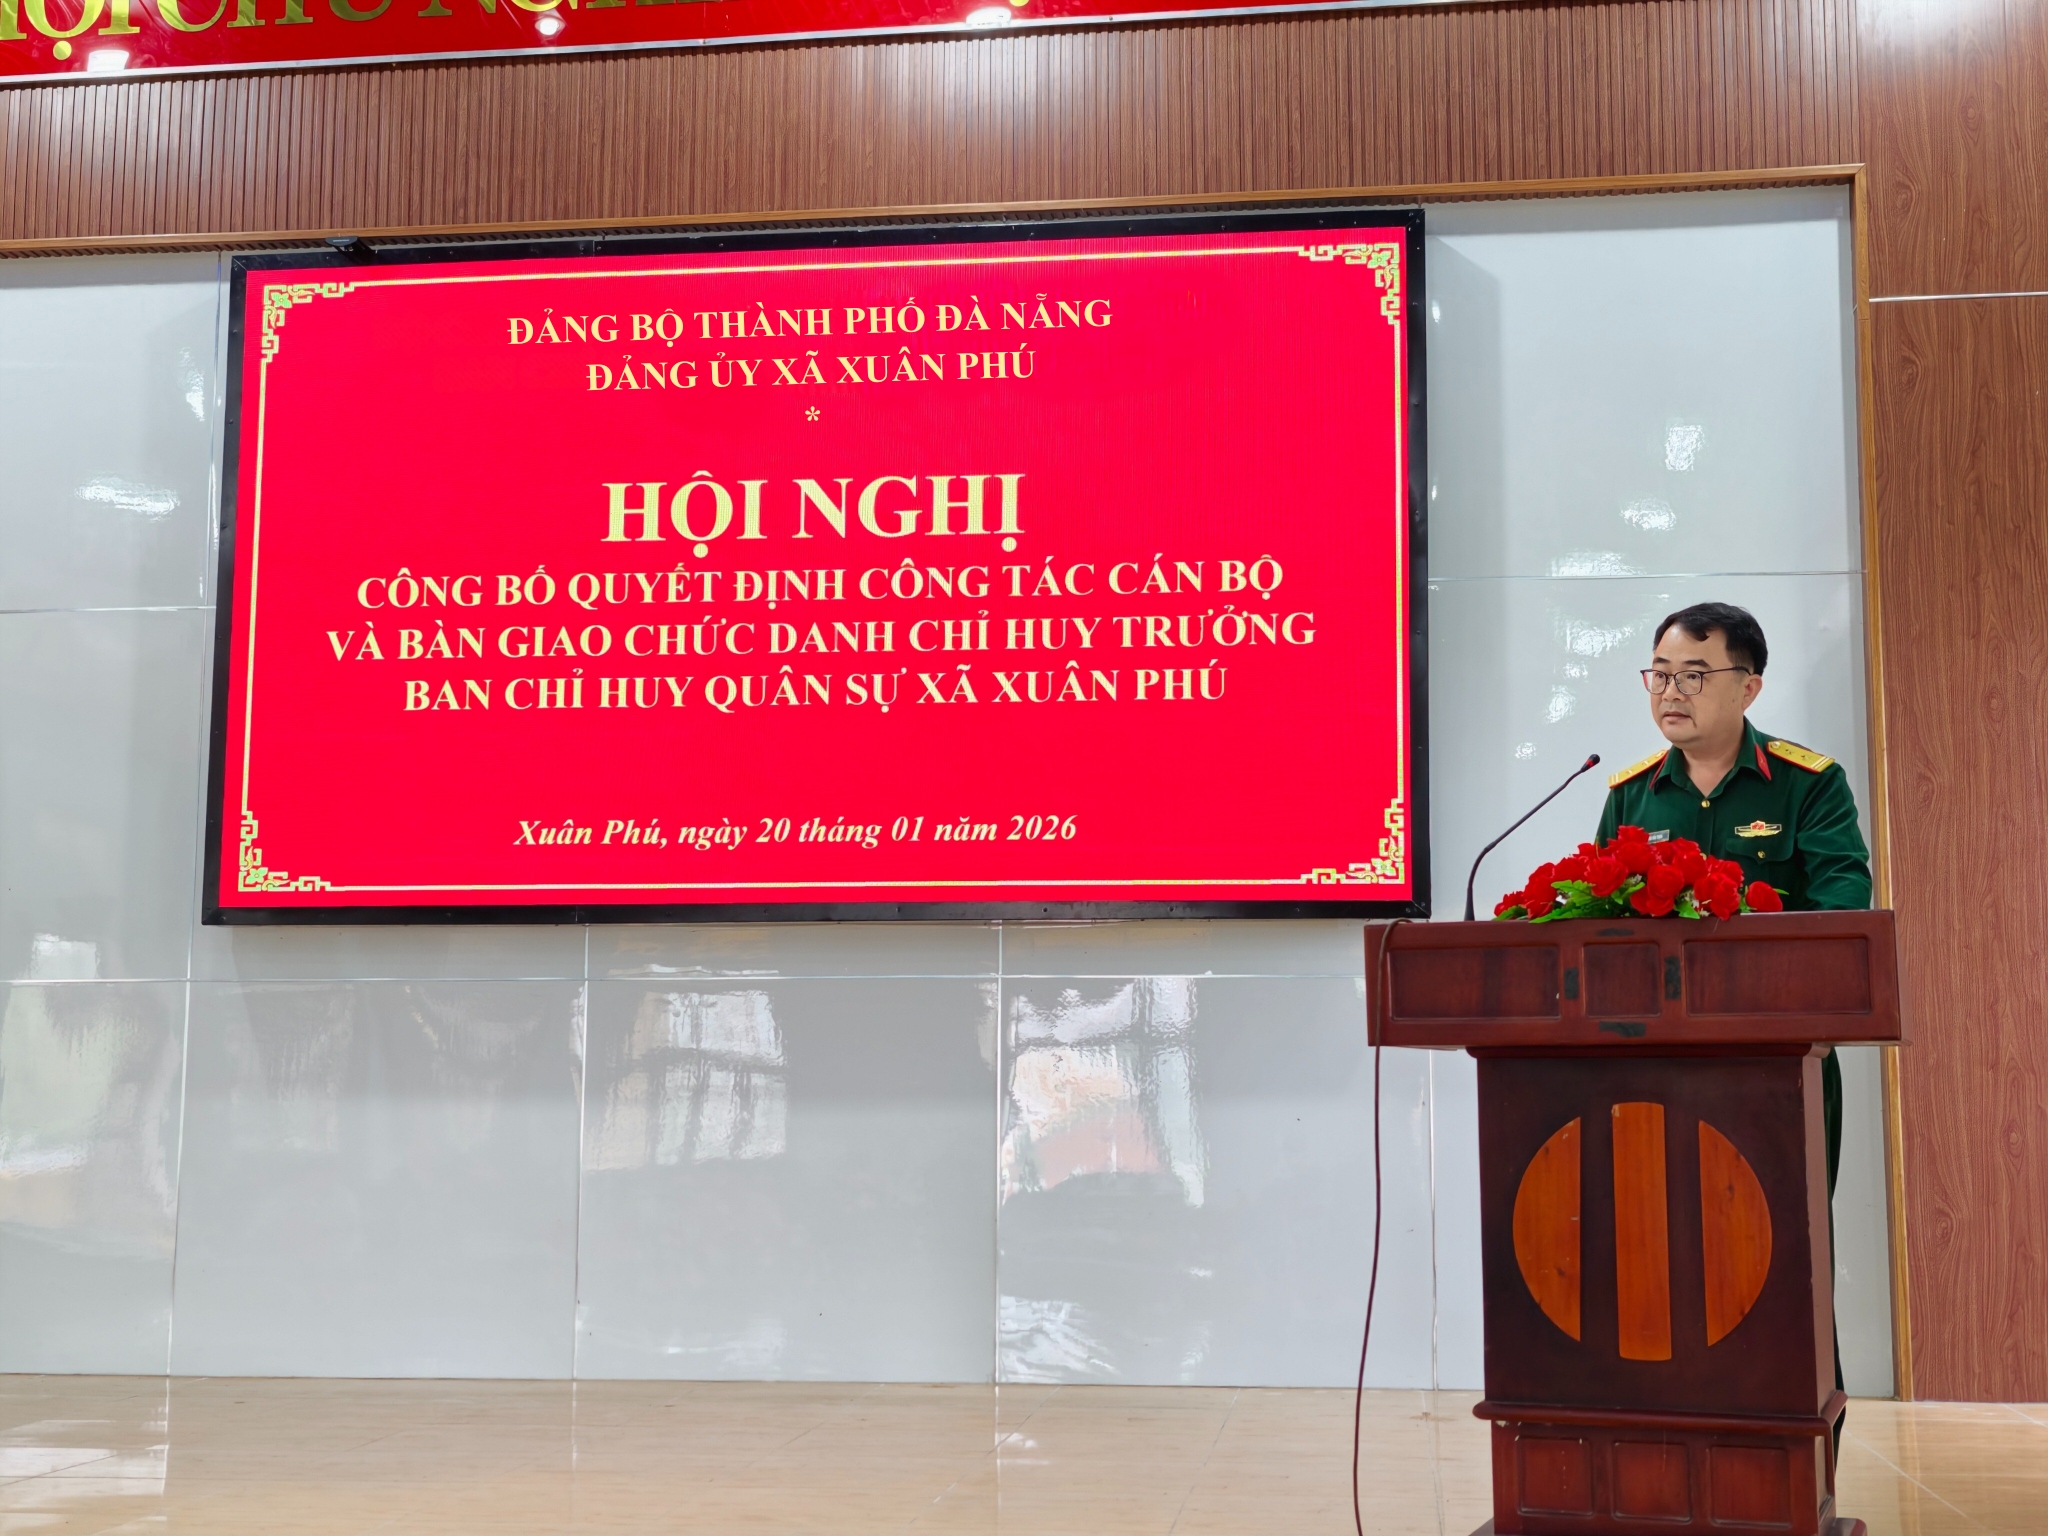 ĐẢNG BỘ THÀNH PHỐ ĐÀ NẴNG
ĐẢNG ỦY XÃ XUÂN PHÚ
*
HỘI NGHỊ
CÔNG BỐ QUYẾT ĐỊNH CÔNG TÁC CÁN BỘ
VÀ BÀN GIAO CHỨC DANH CHỈ HUY TRƯỞNG
BAN CHỈ HUY QUÂN SỰ XÃ XUÂN PHÚ
Xuân Phú, ngày 20 tháng 01 năm 2026